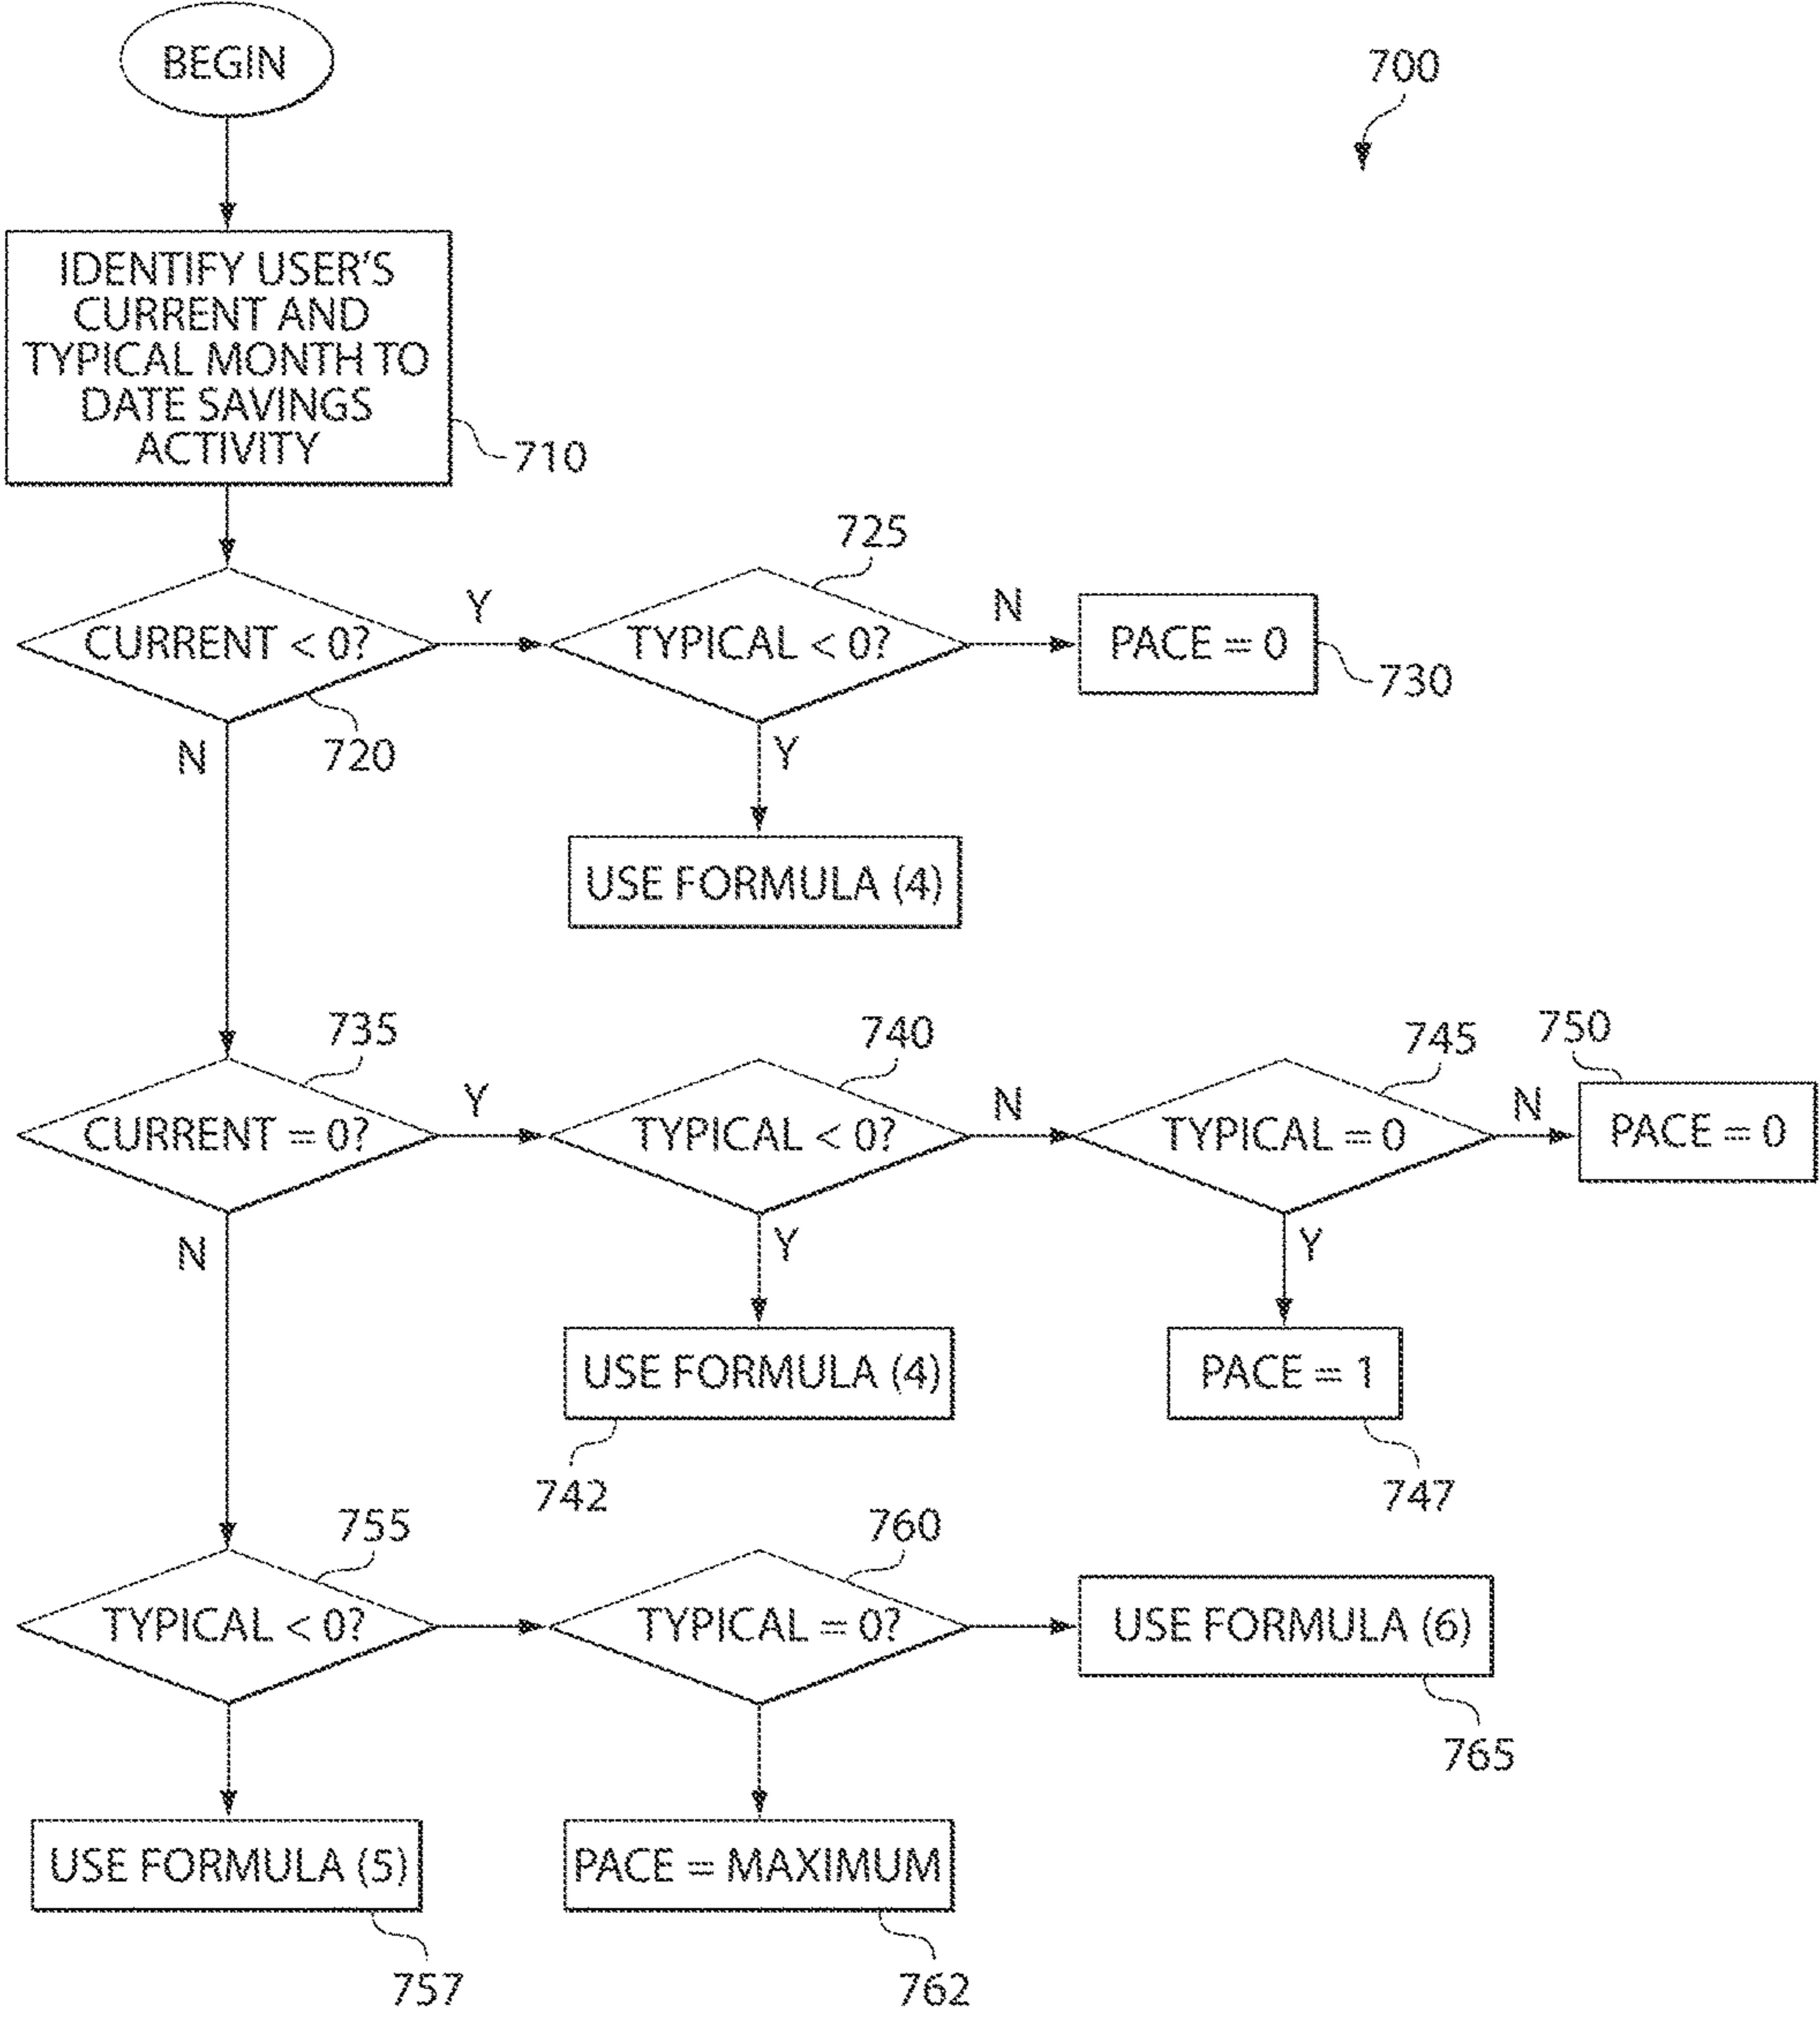 BEGIN
700
IDENTIFY USER'S
CURRENT AND
TYPICAL MONTH TO
DATE SAVINGS
ACTIVITY
710
725
CURRENT < 0?
Y
TYPICAL < 0?
N
PACE = 0
730
720
N
Y
USE FORMULA (4)
735
740
745
750
CURRENT = 0?
Y
TYPICAL < 0?
N
TYPICAL = 0
N
PACE = 0
N
Y
Y
USE FORMULA (4)
PACE = 1
742
747
755
760
TYPICAL < 0?
TYPICAL = 0?
USE FORMULA (6)
765
USE FORMULA (5)
PACE = MAXIMUM
757
762